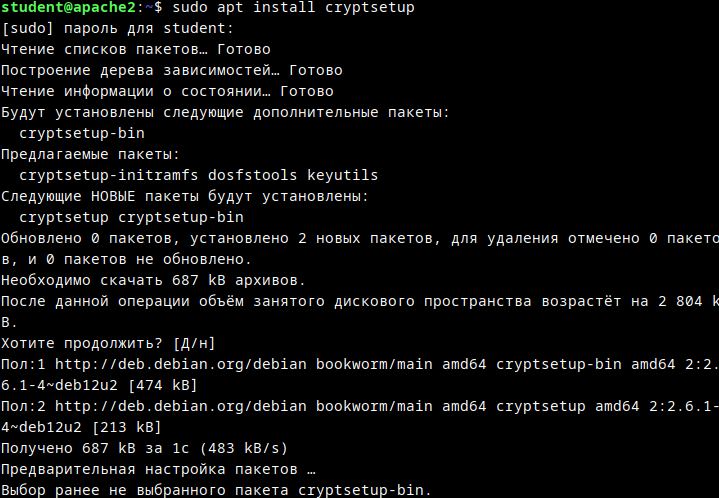 student@apache2:~$ sudo apt install cryptsetup
[sudo] пароль для student:
Чтение списков пакетов… Готово
Построение дерева зависимостей… Готово
Чтение информации о состоянии… Готово
Будут установлены следующие дополнительные пакеты:
  cryptsetup-bin
Предлагаемые пакеты:
  cryptsetup-initramfs dosfstools keyutils
Следующие НОВЫЕ пакеты будут установлены:
  cryptsetup cryptsetup-bin
Обновлено 0 пакетов, установлено 2 новых пакетов, для удаления отмечено 0 пакето
в, и 0 пакетов не обновлено.
Необходимо скачать 687 kB архивов.
После данной операции объём занятого дискового пространства возрастёт на 2 804 k
B.
Хотите продолжить? [Д/н]
Пол:1 http://deb.debian.org/debian bookworm/main amd64 cryptsetup-bin amd64 2:2.
6.1-4~deb12u2 [474 kB]
Пол:2 http://deb.debian.org/debian bookworm/main amd64 cryptsetup amd64 2:2.6.1-
4~deb12u2 [213 kB]
Получено 687 kB за 1с (483 kB/s)
Предварительная настройка пакетов …
Выбор ранее не выбранного пакета cryptsetup-bin.